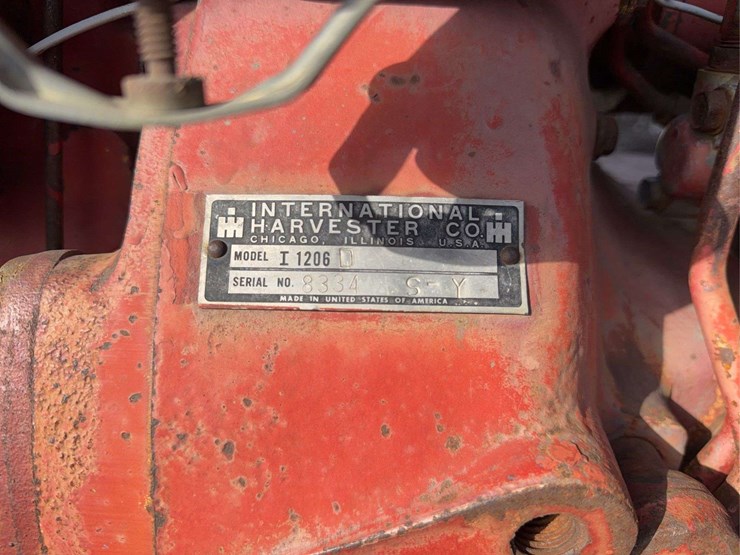 INTERNATIONAL
HARVESTER CO.
CHICAGO, ILLINOIS U.S.A.
MODEL I 1206 D
SERIAL NO. 8334 S-Y
MADE IN UNITED STATES OF AMERICA